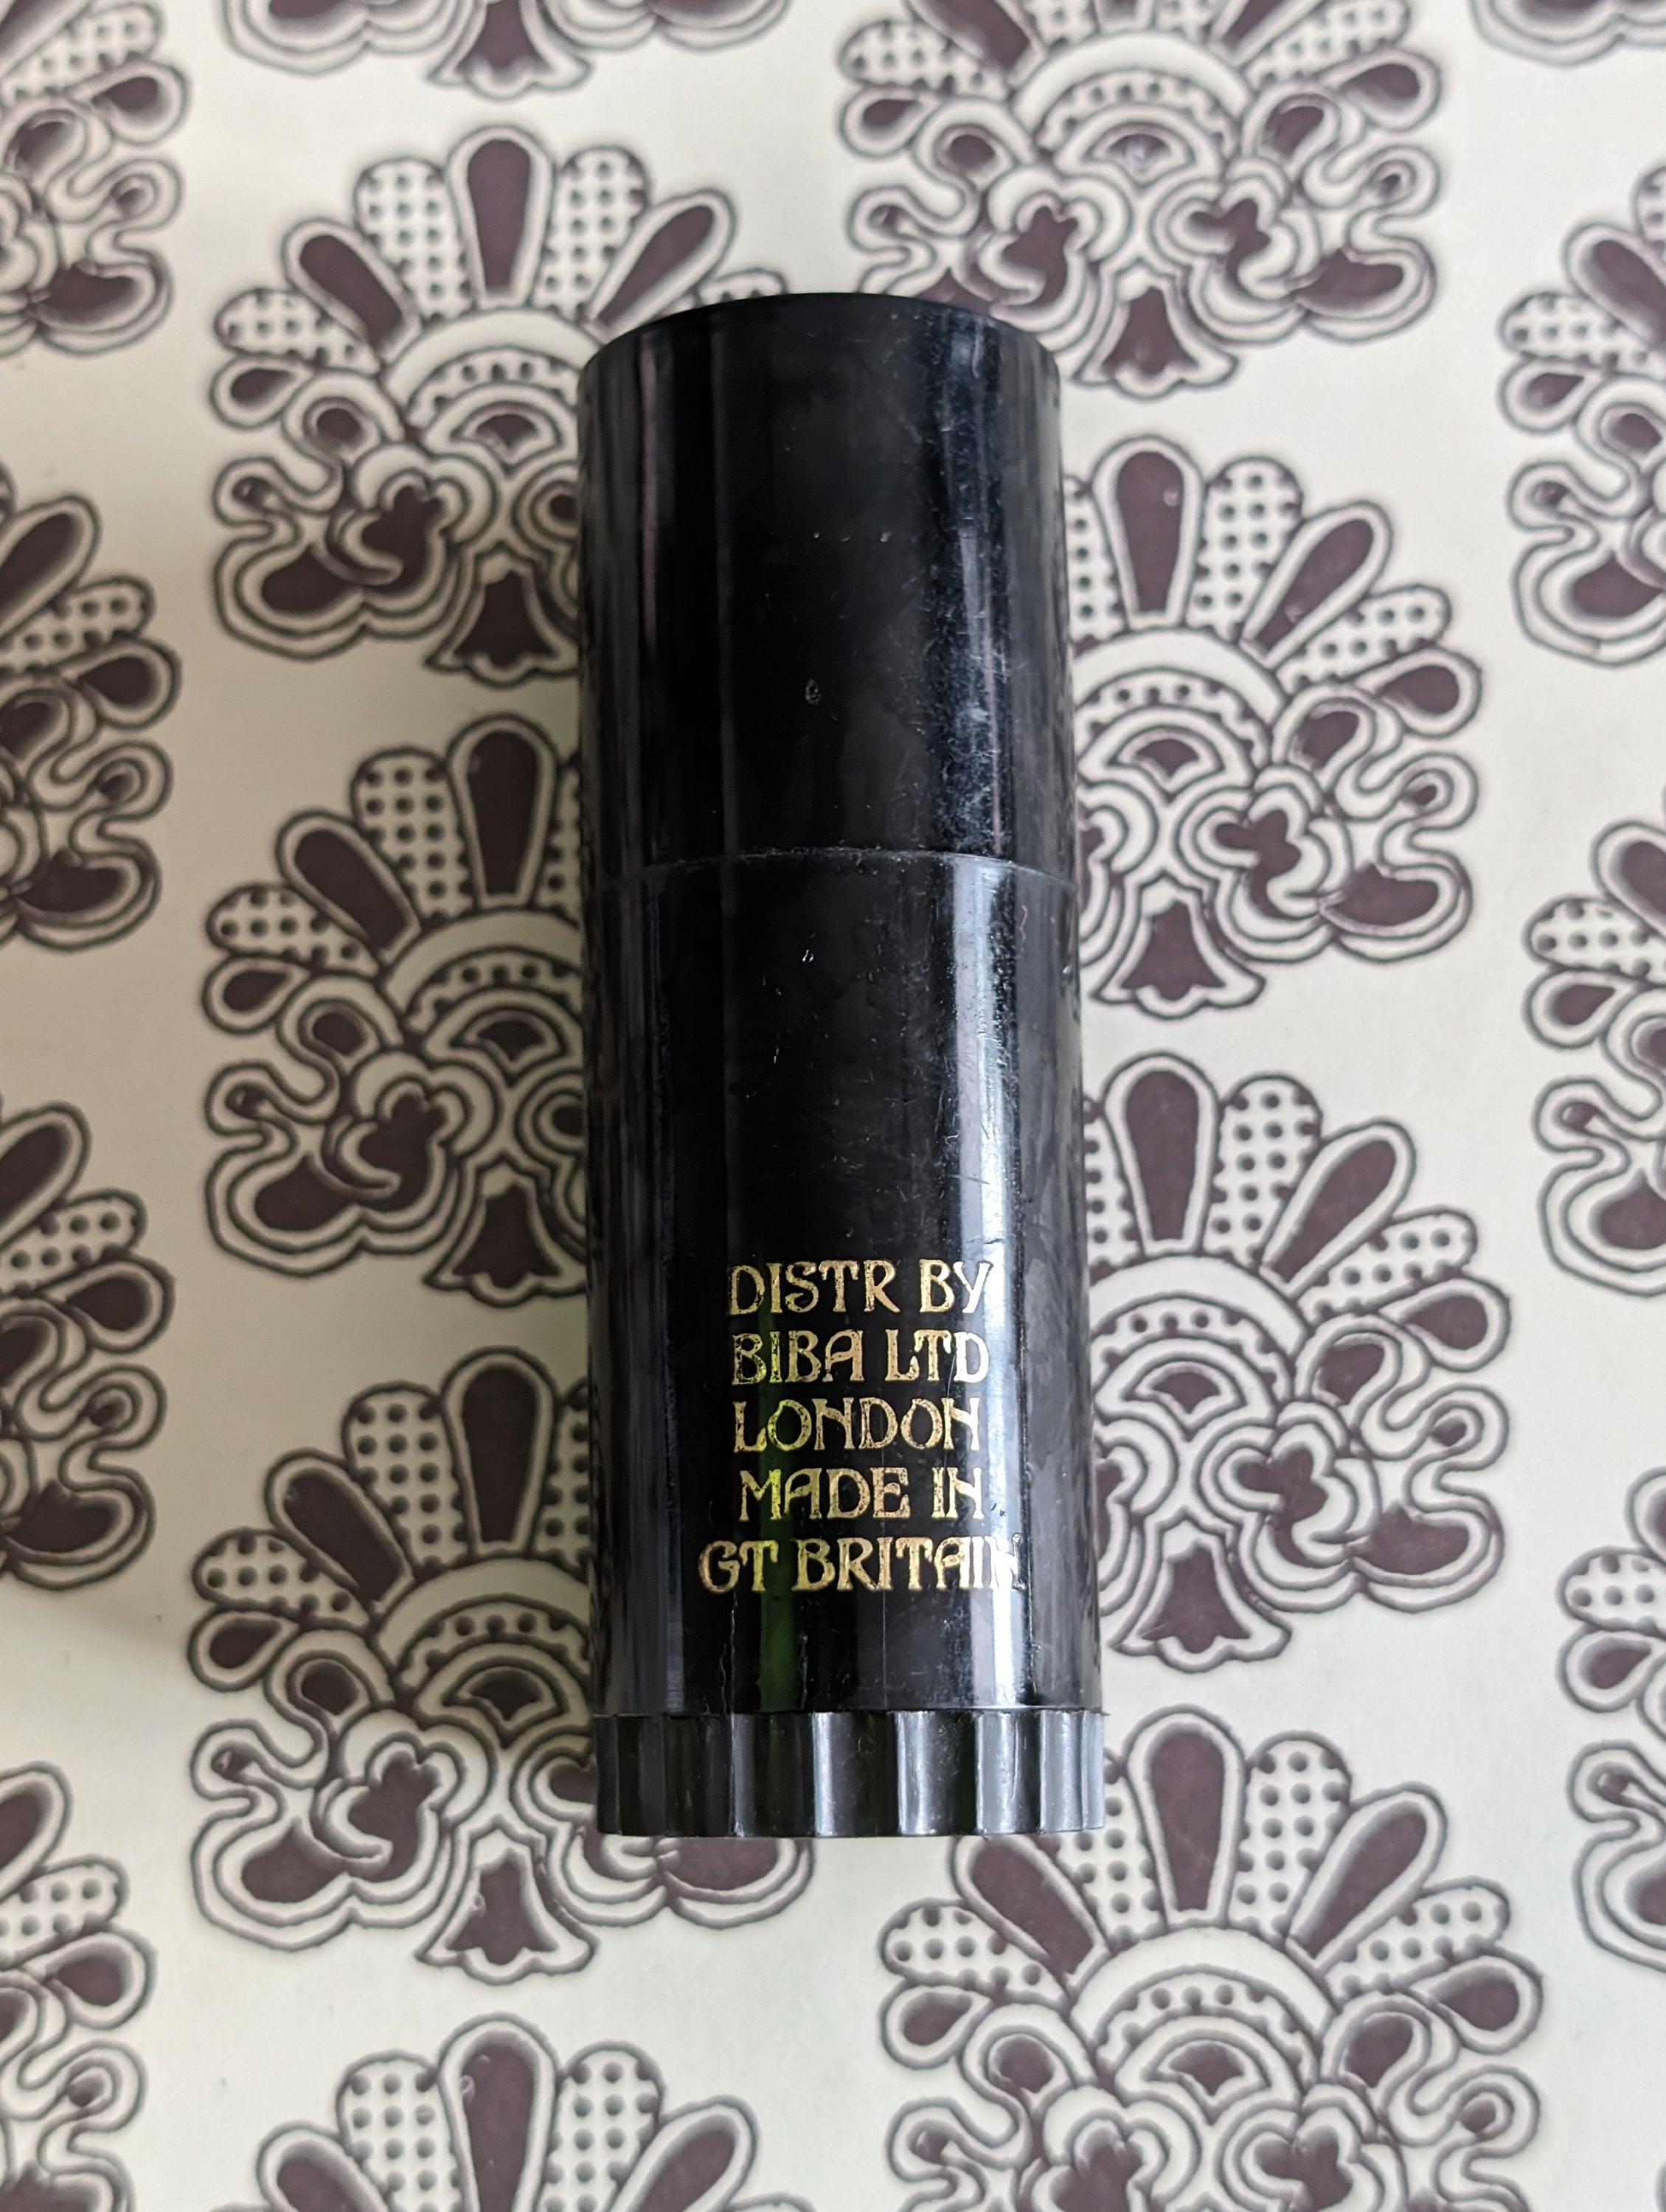 DISTR BY
BIBA LTD
LONDON
MADE IN
GT BRITAIN